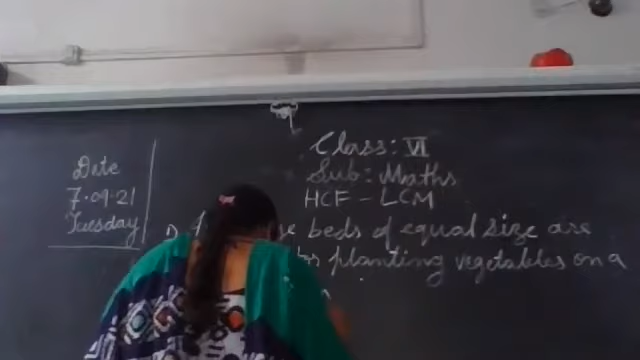 Date
7.09.21
Tuesday
Class: VI
Sub: Maths
HCF - LCM
beds of equal size are
planting vegetables on a